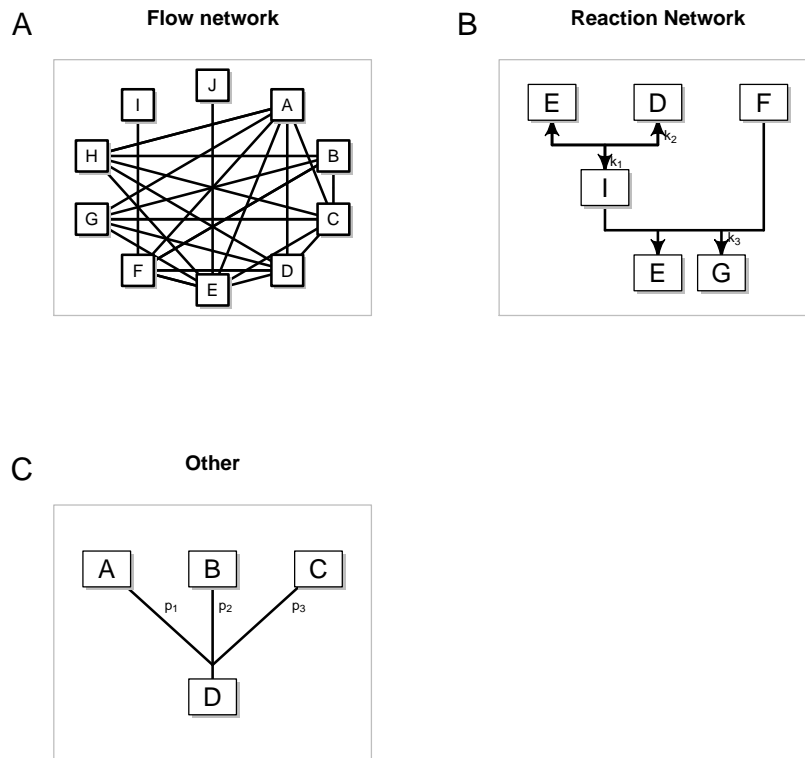 A
Flow network
J
I
A
H
B
G
C
F
D
E
B
Reaction Network
E
D
F
k2
k1
I
k3
E
G
C
Other
A
B
C
p1
p2
p3
D